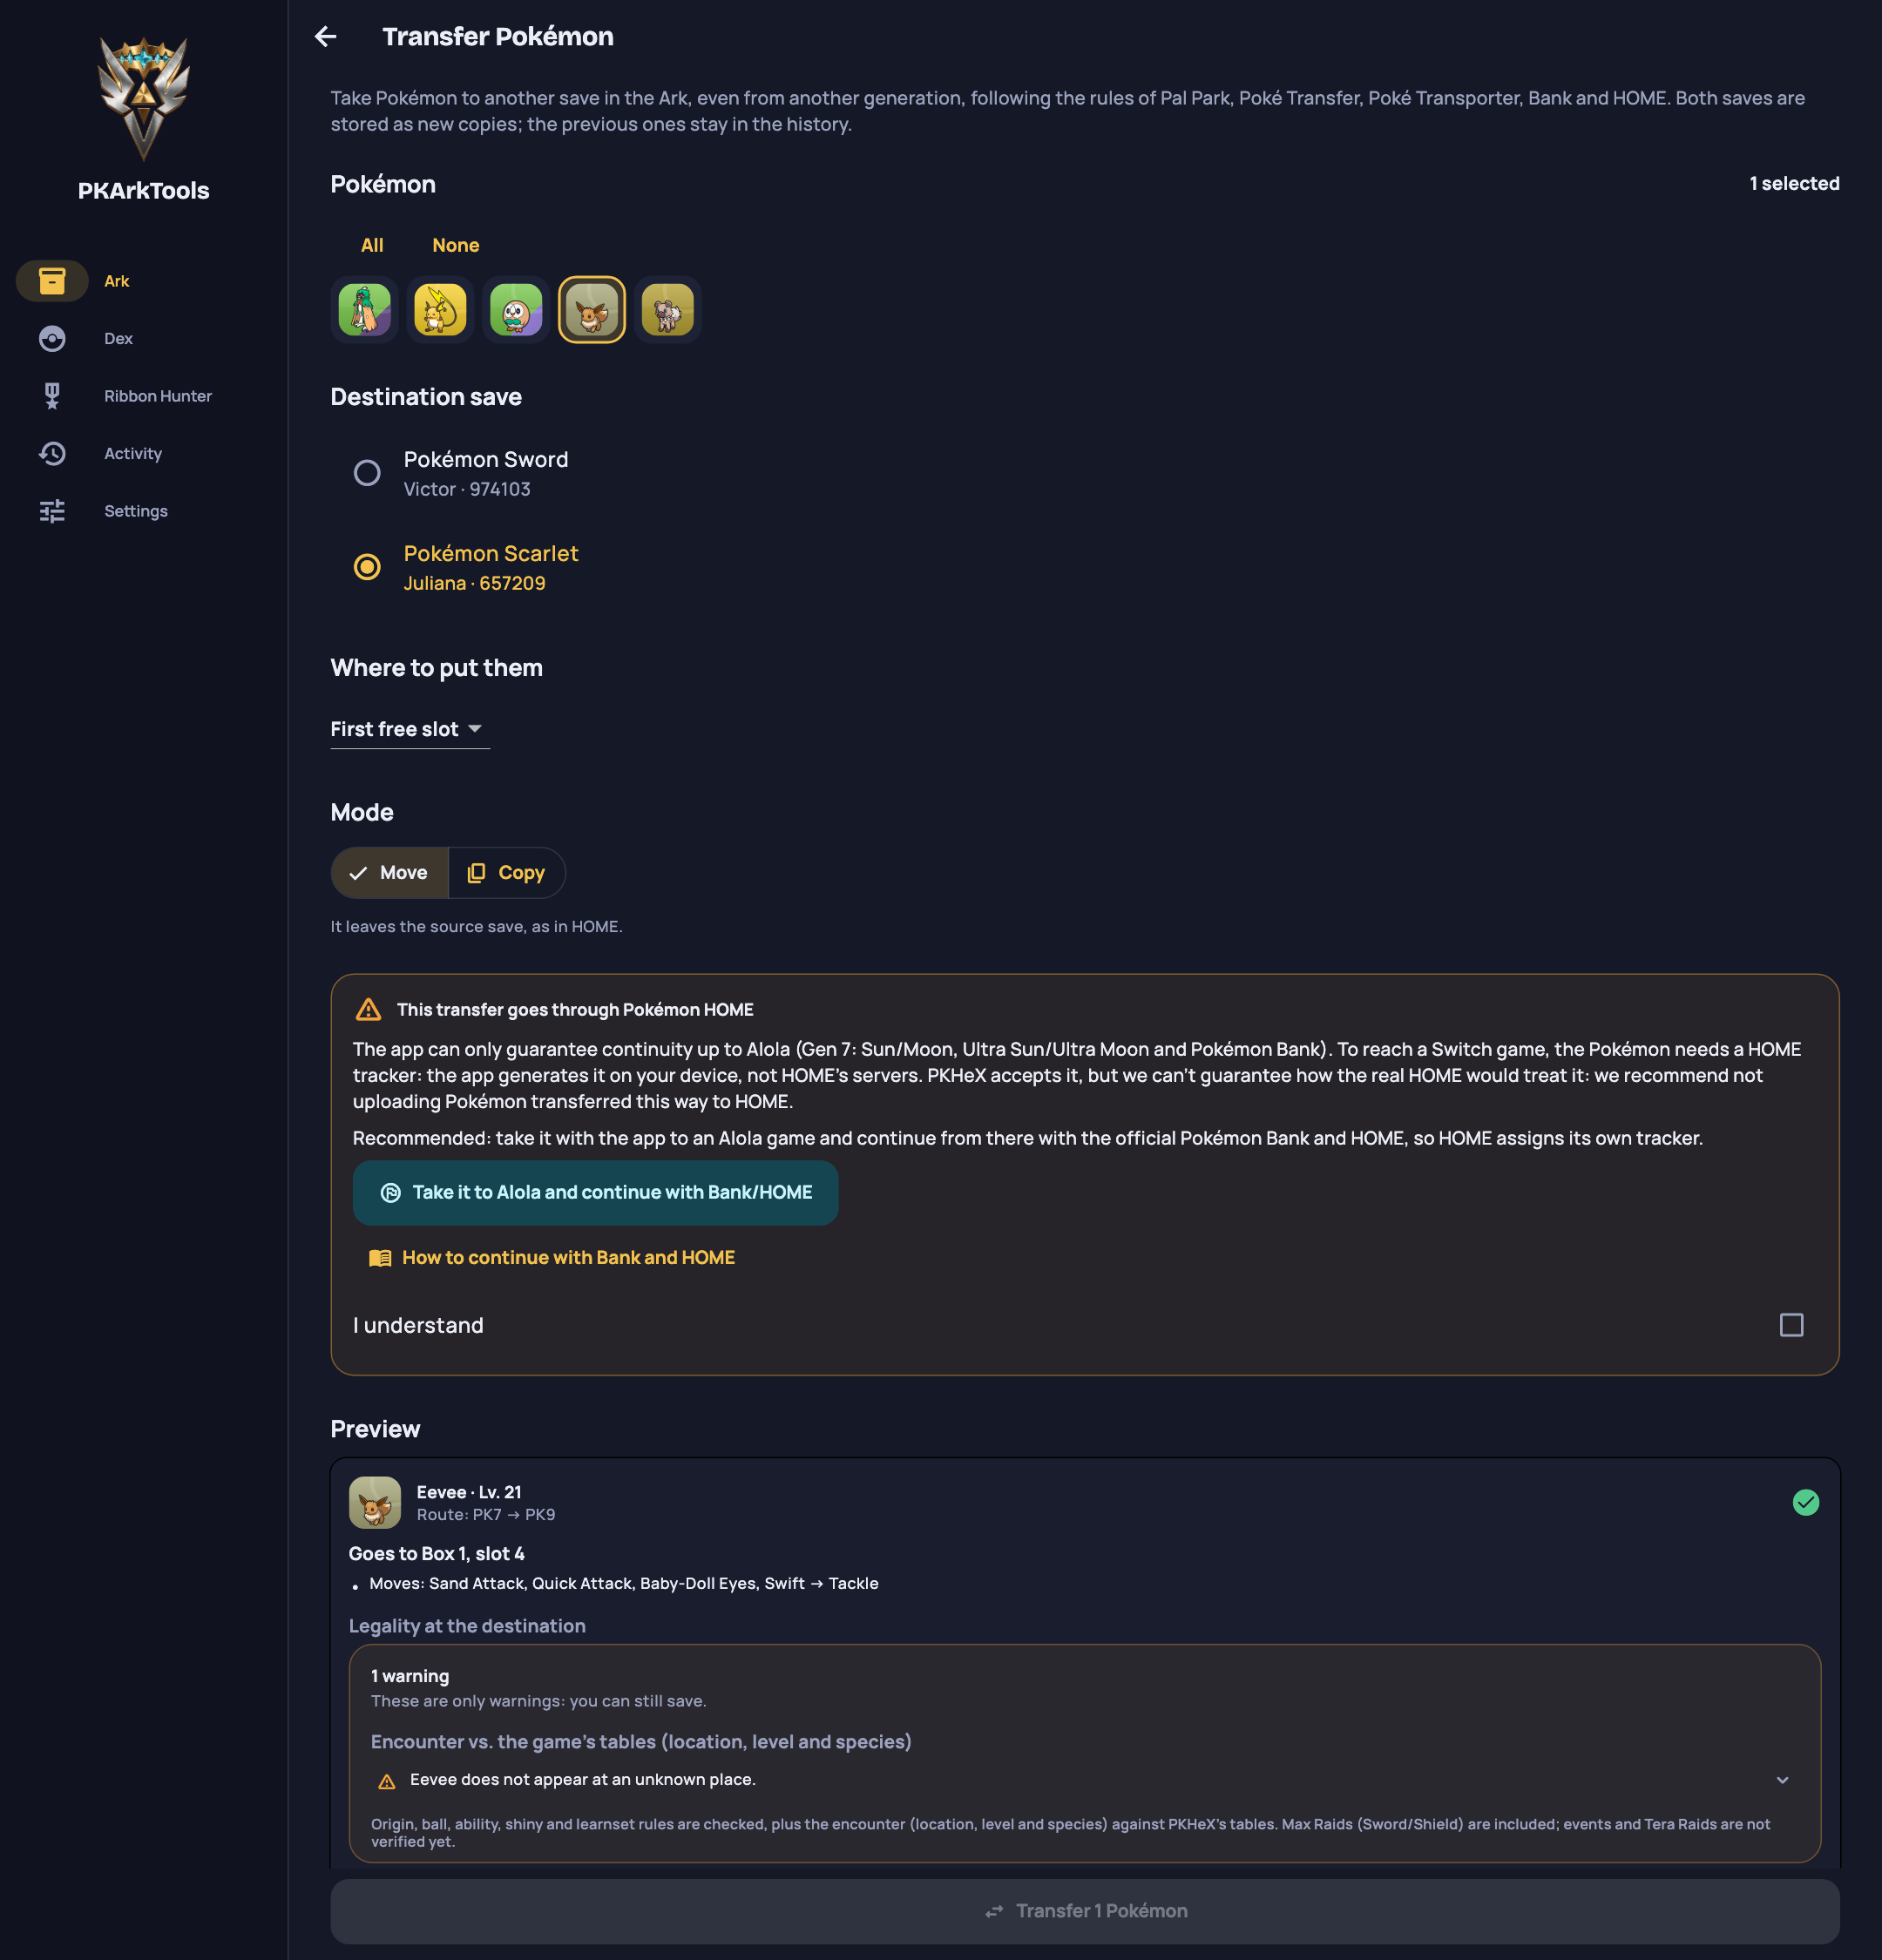 PKArkTools
Ark
Dex
Ribbon Hunter
Activity
Settings
Transfer Pokémon
Take Pokémon to another save in the Ark, even from another generation, following the rules of Pal Park, Poké Transfer, Poké Transporter, Bank and HOME. Both saves are
stored as new copies; the previous ones stay in the history.
Pokémon
1 selected
All None
Destination save
Pokémon Sword
Victor · 974103
Pokémon Scarlet
Juliana · 657209
Where to put them
First free slot
Mode
Move Copy
It leaves the source save, as in HOME.
This transfer goes through Pokémon HOME
The app can only guarantee continuity up to Alola (Gen 7: Sun/Moon, Ultra Sun/Ultra Moon and Pokémon Bank). To reach a Switch game, the Pokémon needs a HOME
tracker: the app generates it on your device, not HOME's servers. PKHeX accepts it, but we can't guarantee how the real HOME would treat it: we recommend not
uploading Pokémon transferred this way to HOME.
Recommended: take it with the app to an Alola game and continue from there with the official Pokémon Bank and HOME, so HOME assigns its own tracker.
Take it to Alola and continue with Bank/HOME
How to continue with Bank and HOME
I understand
Preview
Eevee · Lv. 21
Route: PK7 → PK9
Goes to Box 1, slot 4
• Moves: Sand Attack, Quick Attack, Baby-Doll Eyes, Swift → Tackle
Legality at the destination
1 warning
These are only warnings: you can still save.
Encounter vs. the game's tables (location, level and species)
Eevee does not appear at an unknown place.
Origin, ball, ability, shiny and learnset rules are checked, plus the encounter (location, level and species) against PKHeX's tables. Max Raids (Sword/Shield) are included; events and Tera Raids are not
verified yet.
Transfer 1 Pokémon